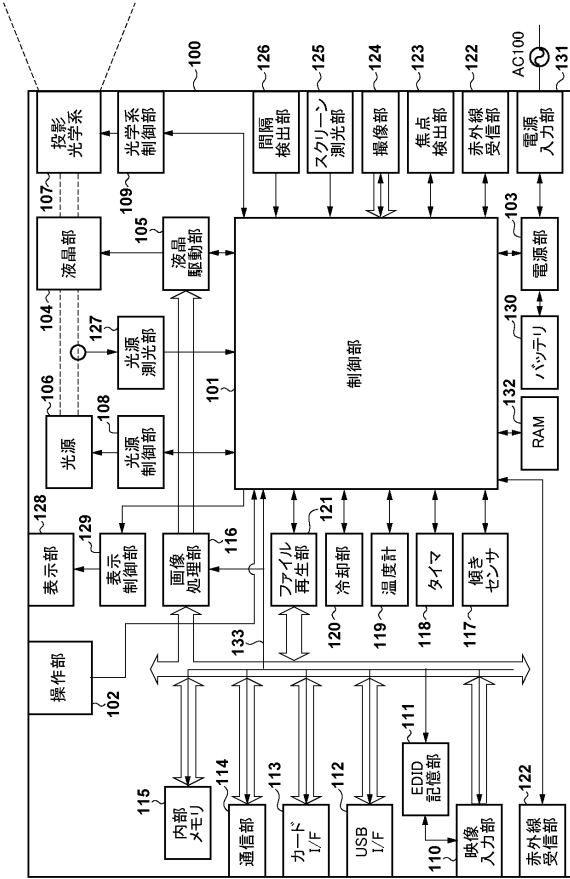 100
126
125
124
123
122
AC100
131
投影
光学系
107
光学系
制御部
109
間隔
検出部
スクリーン
測光部
撮像部
焦点
検出部
赤外線
受信部
電源
入力部
液晶部
104
105
液晶
駆動部
103
電源部
127
光源
測光部
101
制御部
130
バッテリ
106
光源
108
光源
制御部
132
RAM
128
表示部
129
表示
制御部
116
画像
処理部
121
ファイル
再生部
冷却部
120
温度計
119
タイマ
118
傾き
センサ
117
133
操作部
102
115
内部
メモリ
114
通信部
113
カード
I/F
112
USB
I/F
111
EDID
記憶部
110
映像
入力部
122
赤外線
受信部